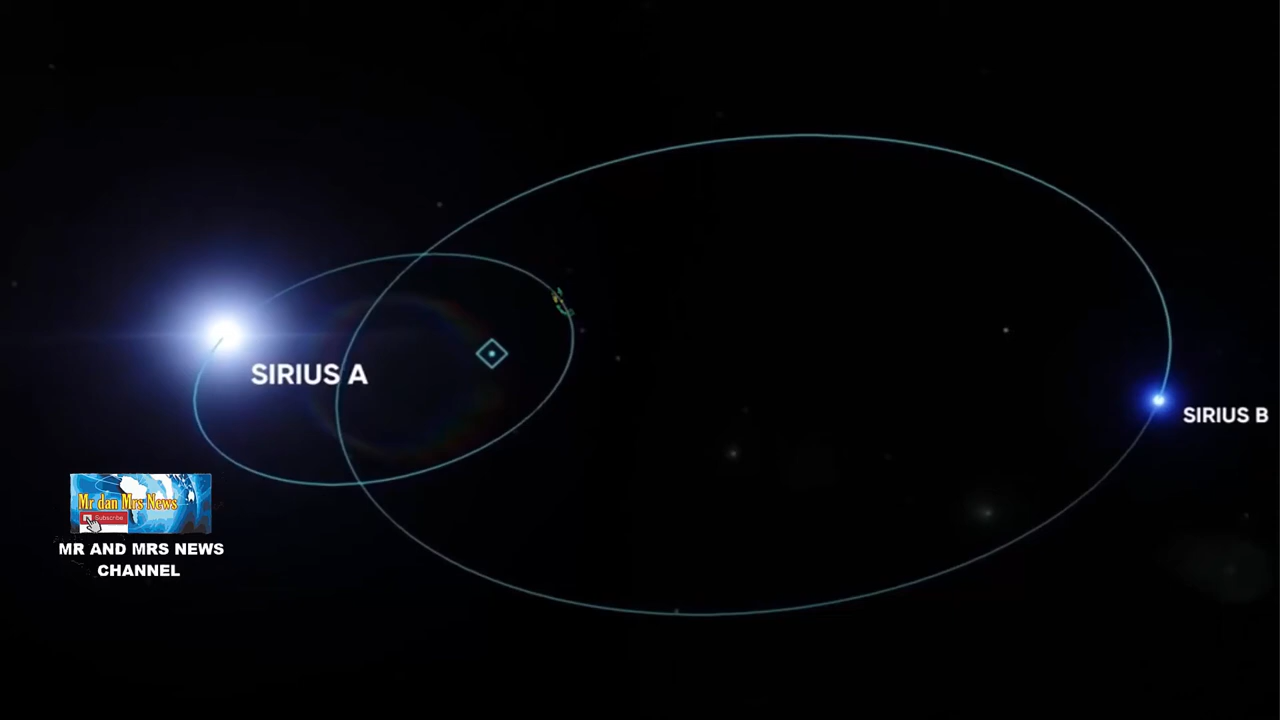 SIRIUS A
SIRIUS B
Mr dan Mrs News
Subscribe
MR AND MRS NEWS
CHANNEL